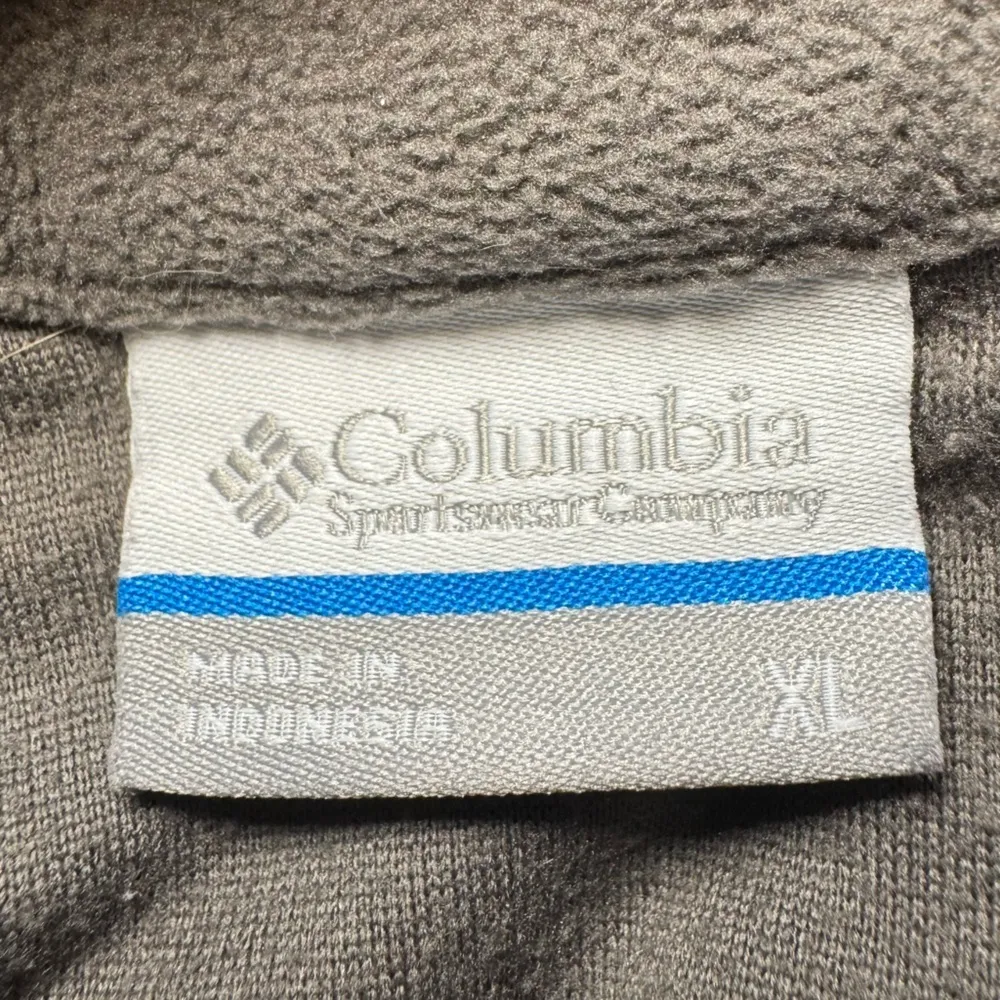 Columbia
Sportswear Company
MADE IN
INDONESIA
XL